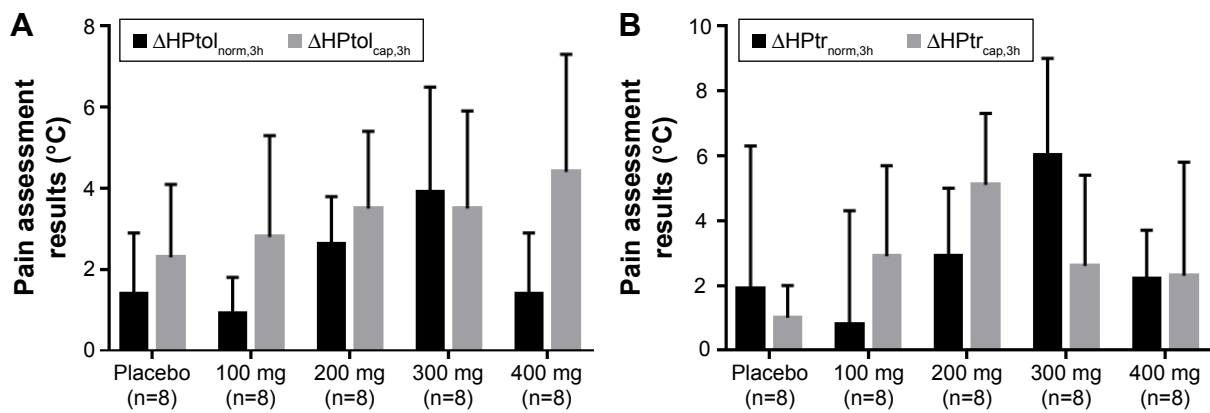 A
ΔHPtol norm,3h ΔHPtol cap,3h
Pain assessment
results (°C)
8
6
4
2
0
Placebo 100 mg 200 mg 300 mg 400 mg
(n=8) (n=8) (n=8) (n=8) (n=8)
B
ΔHPtr norm,3h ΔHPtr cap,3h
Pain assessment
results (°C)
10
8
6
4
2
0
Placebo 100 mg 200 mg 300 mg 400 mg
(n=8) (n=8) (n=8) (n=8) (n=8)